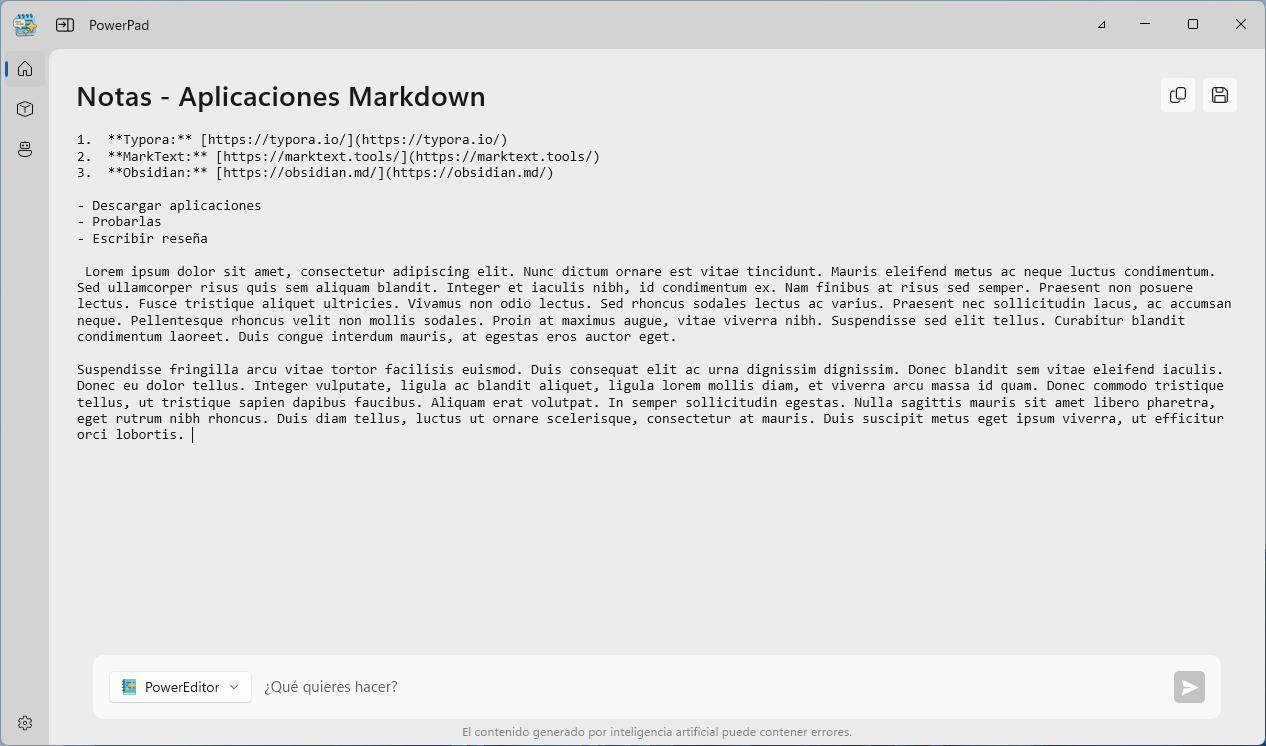 PowerPad
Notas - Aplicaciones Markdown
1.  **Typora:** [https://typora.io/](https://typora.io/)
2.  **MarkText:** [https://marktext.tools/](https://marktext.tools/)
3.  **Obsidian:** [https://obsidian.md/](https://obsidian.md/)
- Descargar aplicaciones
- Probarlas
- Escribir reseña
Lorem ipsum dolor sit amet, consectetur adipiscing elit. Nunc dictum ornare est vitae tincidunt. Mauris eleifend metus ac neque luctus condimentum.
Sed ullamcorper risus quis sem aliquam blandit. Integer et iaculis nibh, id condimentum ex. Nam finibus at risus sed semper. Praesent non posuere
lectus. Fusce tristique aliquet ultricies. Vivamus non odio lectus. Sed rhoncus sodales lectus ac varius. Praesent nec sollicitudin lacus, ac accumsan
neque. Pellentesque rhoncus velit non mollis sodales. Proin at maximus augue, vitae viverra nibh. Suspendisse sed elit tellus. Curabitur blandit
condimentum laoreet. Duis congue interdum mauris, at egestas eros auctor eget.
Suspendisse fringilla arcu vitae tortor facilisis euismod. Duis consequat elit ac urna dignissim dignissim. Donec blandit sem vitae eleifend iaculis.
Donec eu dolor tellus. Integer vulputate, ligula ac blandit aliquet, ligula lorem mollis diam, et viverra arcu massa id quam. Donec commodo tristique
tellus, ut tristique sapien dapibus faucibus. Aliquam erat volutpat. In semper sollicitudin egestas. Nulla sagittis mauris sit amet libero pharetra,
eget rutrum nibh rhoncus. Duis diam tellus, luctus ut ornare scelerisque, consectetur at mauris. Duis suscipit metus eget ipsum viverra, ut efficitur
orci lobortis.
PowerEditor
¿Qué quieres hacer?
El contenido generado por inteligencia artificial puede contener errores.